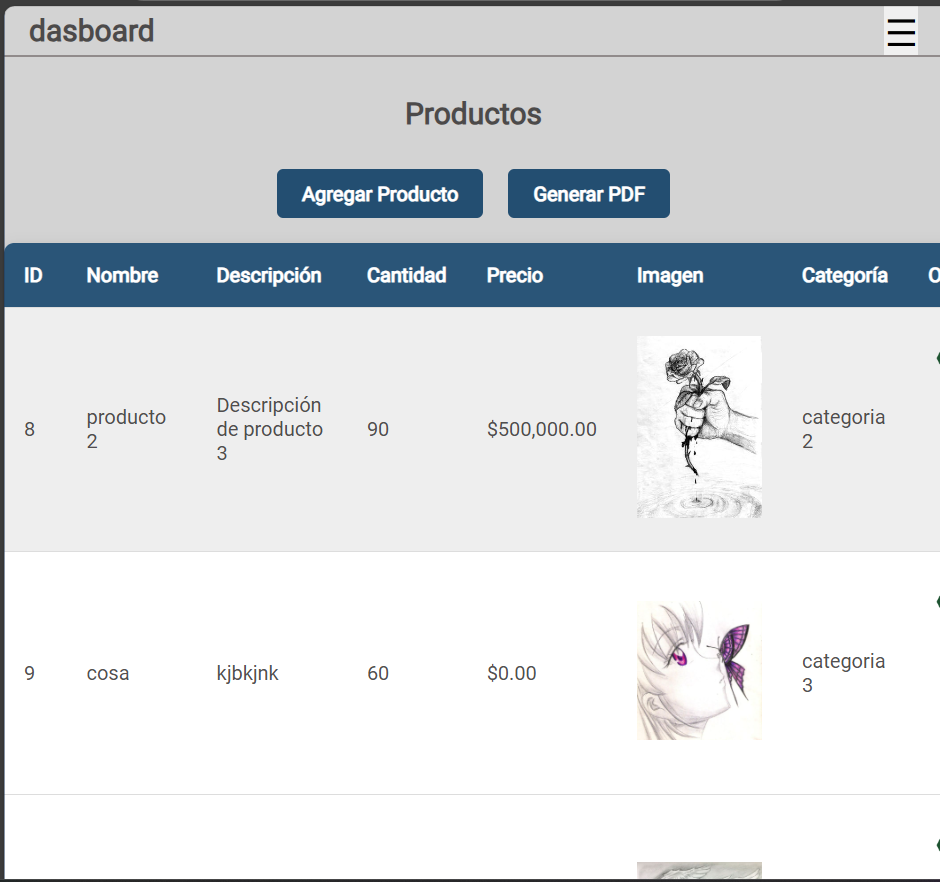 dasboard
Productos
Agregar Producto Generar PDF
ID Nombre Descripción Cantidad Precio Imagen Categoría
8 producto 2 Descripción de producto 3 90 $500,000.00 categoria 2
9 cosa kjbkjnk 60 $0.00 categoria 3